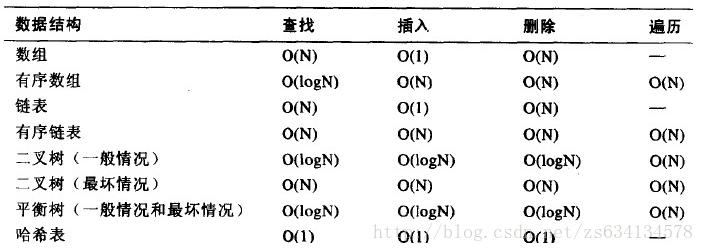 数据结构 查找 插入 删除 遍历
数组 O(N) O(1) O(N) —
有序数组 O(logN) O(N) O(N) O(N)
链表 O(N) O(1) O(N) —
有序链表 O(N) O(N) O(N) O(N)
二叉树（一般情况） O(logN) O(logN) O(logN) O(N)
二叉树（最坏情况） O(N) O(N) O(N) O(N)
平衡树（一般情况和最坏情况） O(logN) O(logN) O(logN) O(N)
哈希表 O(1) O(1) O(1) —
http://blog.csdn.net/zs634134578